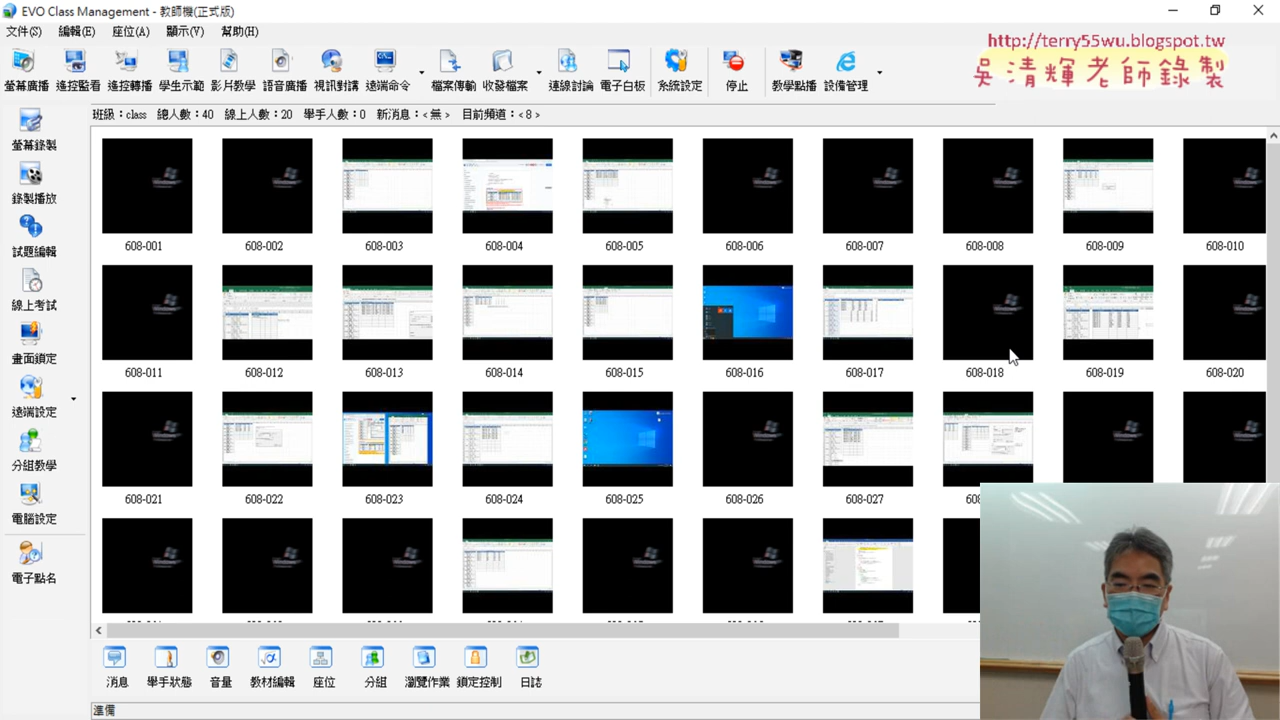 EVO Class Management - 教師機(正式版)
文件(S) 編輯(E) 座位(A) 顯示(V) 幫助(H)
http://terry55wu.blogspot.tw
吳清輝老師錄製
螢幕廣播 遠控監看 遠控轉播 學生示範 影片教學 語音廣播 視訊對講 遠端命令 檔案傳輸 收發檔案 連線討論 電子白板 系統設定 停止 教學點播 設備管理
班級：class 總人數：40 線上人數：20 舉手人數：0 新消息：<無> 目前頻道：<8>
螢幕錄製
錄製播放
試題編輯
線上考試
畫面鎖定
遠端設定
分組教學
電腦設定
電子點名
608-001 608-002 608-003 608-004 608-005 608-006 608-007 608-008 608-009 608-010
608-011 608-012 608-013 608-014 608-015 608-016 608-017 608-018 608-019 608-020
608-021 608-022 608-023 608-024 608-025 608-026 608-027
消息 舉手狀態 音量 教材編輯 座位 分組 瀏覽作業 鎖定控制 日誌
準備